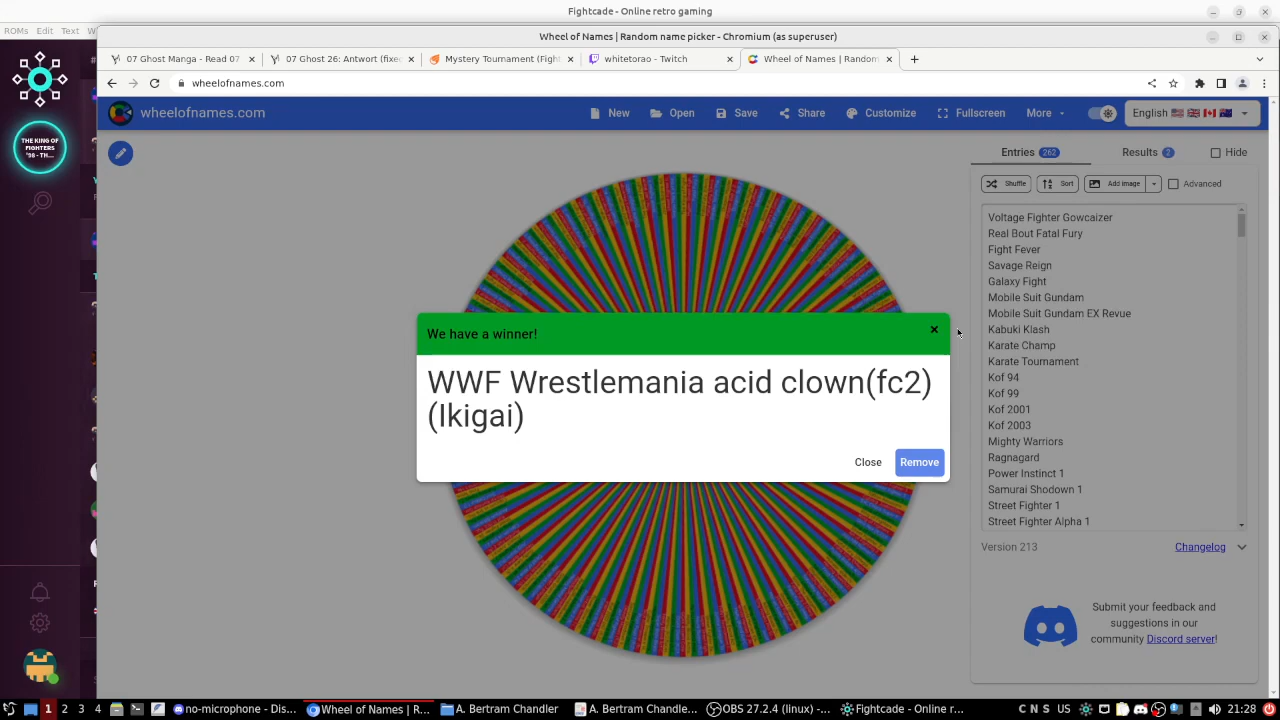 Fightcade - Online retro gaming
ROMs Edit Text
Wheel of Names | Random name picker - Chromium (as superuser)
07 Ghost Manga - Read 07
07 Ghost 26: Antwort (fixed
Mystery Tournament (Fight
whitetorao - Twitch
Wheel of Names | Random
wheelofnames.com
wheelofnames.com
New
Open
Save
Share
Customize
Fullscreen
More
English
THE KING OF
FIGHTERS
'98 - TH...
Entries 262
Results 2
Hide
Shuffle
Sort
Add image
Advanced
Voltage Fighter Gowcaizer
Real Bout Fatal Fury
Fight Fever
Savage Reign
Galaxy Fight
Mobile Suit Gundam
Mobile Suit Gundam EX Revue
Kabuki Klash
Karate Champ
Karate Tournament
Kof 94
Kof 99
Kof 2001
Kof 2003
Mighty Warriors
Ragnagard
Power Instinct 1
Samurai Shodown 1
Street Fighter 1
Street Fighter Alpha 1
We have a winner!
WWF Wrestlemania acid clown(fc2)
(Ikigai)
Close
Remove
Version 213
Changelog
Submit your feedback and
suggestions in our
community Discord server!
1 2 3 4
no-microphone - Dis...
Wheel of Names | R...
A. Bertram Chandler
A. Bertram Chandle...
OBS 27.2.4 (linux) -...
Fightcade - Online r...
C N S US
21:28